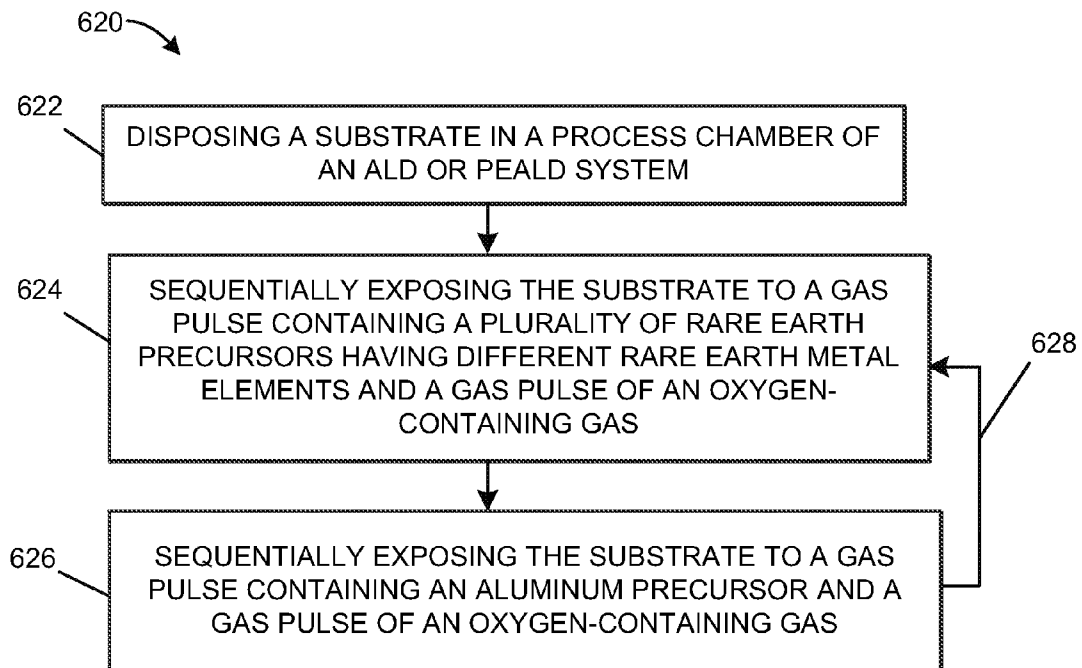 620
622
DISPOSING A SUBSTRATE IN A PROCESS CHAMBER OF
AN ALD OR PEALD SYSTEM
624
SEQUENTIALLY EXPOSING THE SUBSTRATE TO A GAS
PULSE CONTAINING A PLURALITY OF RARE EARTH
PRECURSORS HAVING DIFFERENT RARE EARTH METAL
ELEMENTS AND A GAS PULSE OF AN OXYGEN-
CONTAINING GAS
628
626
SEQUENTIALLY EXPOSING THE SUBSTRATE TO A GAS
PULSE CONTAINING AN ALUMINUM PRECURSOR AND A
GAS PULSE OF AN OXYGEN-CONTAINING GAS